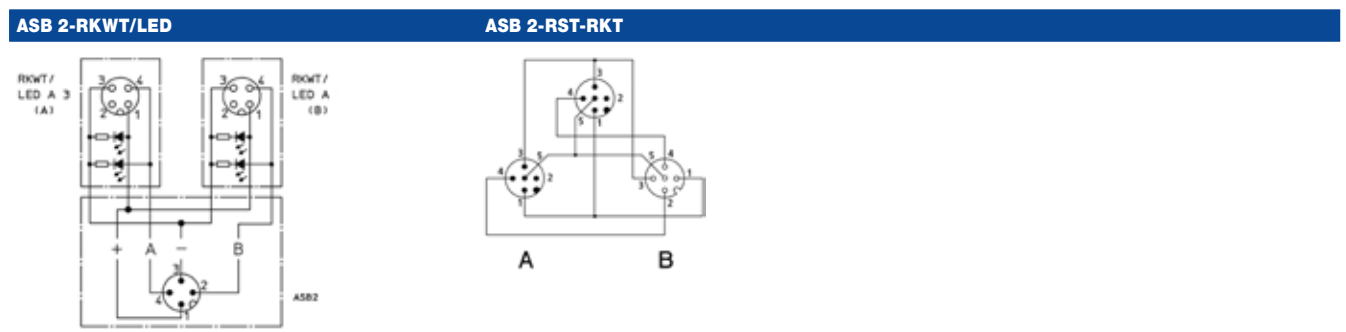 ASB 2-RKWT/LED
ASB 2-RST-RKT
RKWT/
LED A 3
(A)
3 4
2 1
3 4
2 1
RKWT/
LED A
(B)
+ A − B
3
2
4
1
ASB2
3
4 2
5 1
3 5
4 2
1
5 4
3 1
2
A B